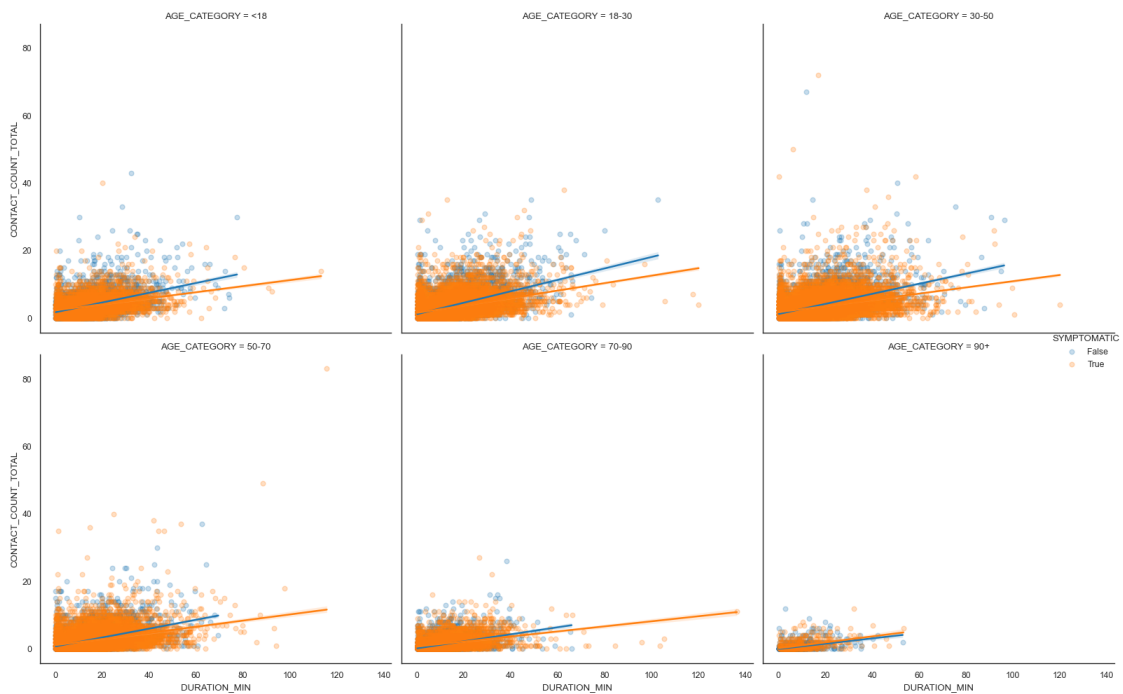 AGE_CATEGORY = <18
AGE_CATEGORY = 18-30
AGE_CATEGORY = 30-50
80
60
40
20
0
CONTACT_COUNT_TOTAL
AGE_CATEGORY = 50-70
AGE_CATEGORY = 70-90
AGE_CATEGORY = 90+
SYMPTOMATIC
False
True
80
60
40
20
0
CONTACT_COUNT_TOTAL
0 20 40 60 80 100 120 140
0 20 40 60 80 100 120 140
0 20 40 60 80 100 120 140
DURATION_MIN
DURATION_MIN
DURATION_MIN